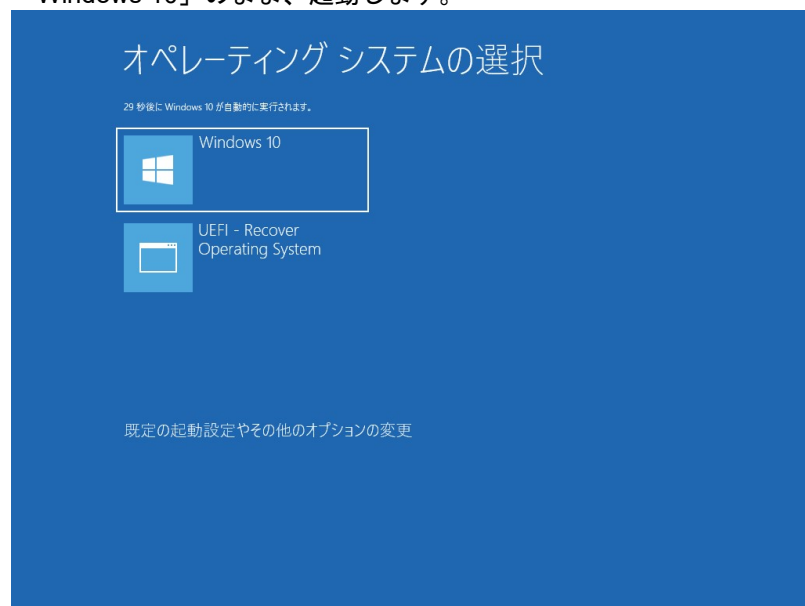 Windows 10」のまま、起動します。
オペレーティング システムの選択
29 秒後に Windows 10 が自動的に実行されます。
Windows 10
UEFI - Recover
Operating System
既定の起動設定やその他のオプションの変更